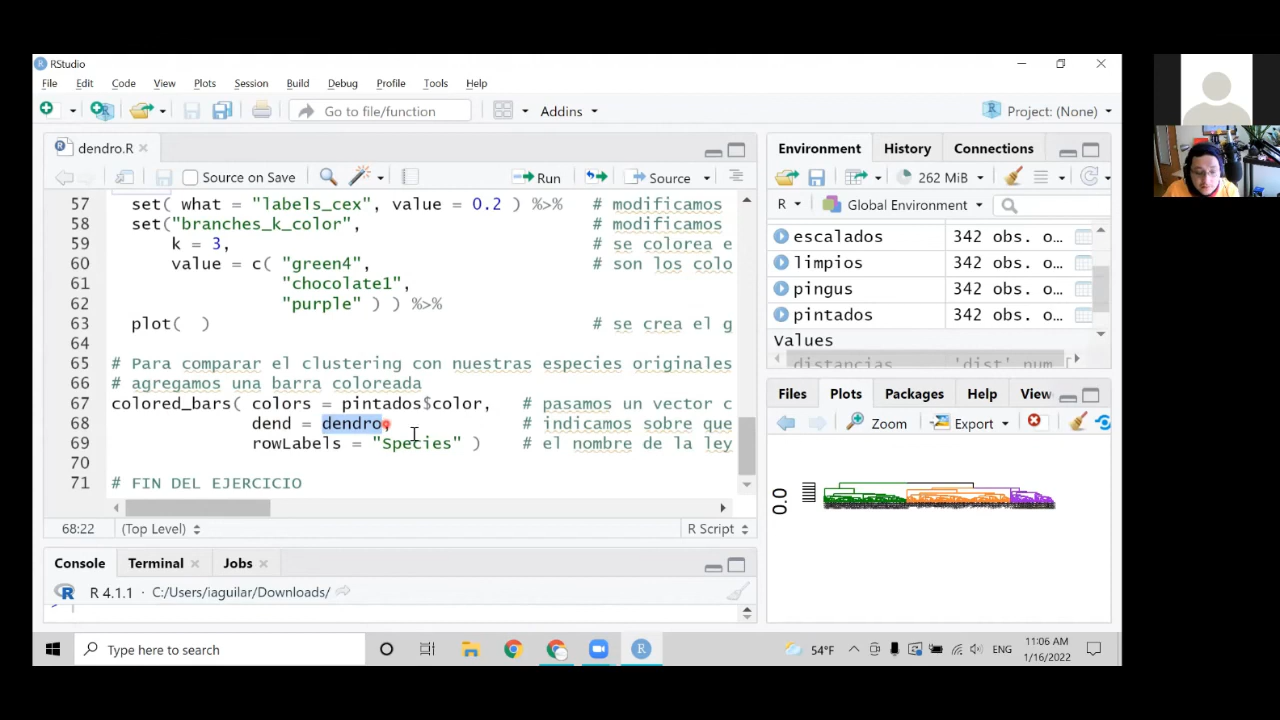 RStudio
File Edit Code View Plots Session Build Debug Profile Tools Help
Go to file/function Addins Project: (None)
dendro.R
Source on Save Run Source
57 set( what = "labels_cex", value = 0.2 ) %>% # modificamos
58 set("branches_k_color", # modificamos
59 k = 3, # se colorea e
60 value = c( "green4", # son los colo
61 "chocolate1",
62 "purple" ) ) %>%
63 plot( ) # se crea el g
64
65 # Para comparar el clustering con nuestras especies originales
66 # agregamos una barra coloreada
67 colored_bars( colors = pintados$color, # pasamos un vector c
68 dend = dendro, # indicamos sobre que
69 rowLabels = "Species" ) # el nombre de la ley
70
71 # FIN DEL EJERCICIO
68:22 (Top Level) R Script
Console Terminal Jobs
R 4.1.1 · C:/Users/iaguilar/Downloads/
Environment History Connections
262 MiB
R Global Environment
escalados 342 obs. o…
limpios 342 obs. o…
pingus 342 obs. o…
pintados 342 obs. o…
Values
distancias 'dist' num
Files Plots Packages Help View
Zoom Export
0.0
Type here to search
54°F ENG
11:06 AM
1/16/2022